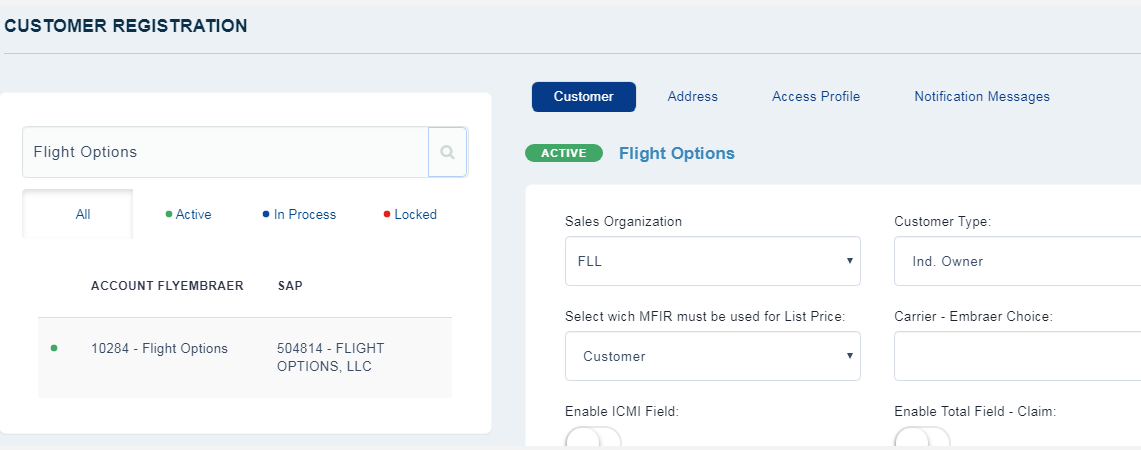 CUSTOMER REGISTRATION
Flight Options
All
Active
In Process
Locked
ACCOUNT FLYEMBRAER SAP
10284 - Flight Options 504814 - FLIGHT
OPTIONS, LLC
Customer Address Access Profile Notification Messages
ACTIVE Flight Options
Sales Organization Customer Type:
FLL Ind. Owner
Select wich MFIR must be used for List Price: Carrier - Embraer Choice:
Customer
Enable ICMI Field: Enable Total Field - Claim: